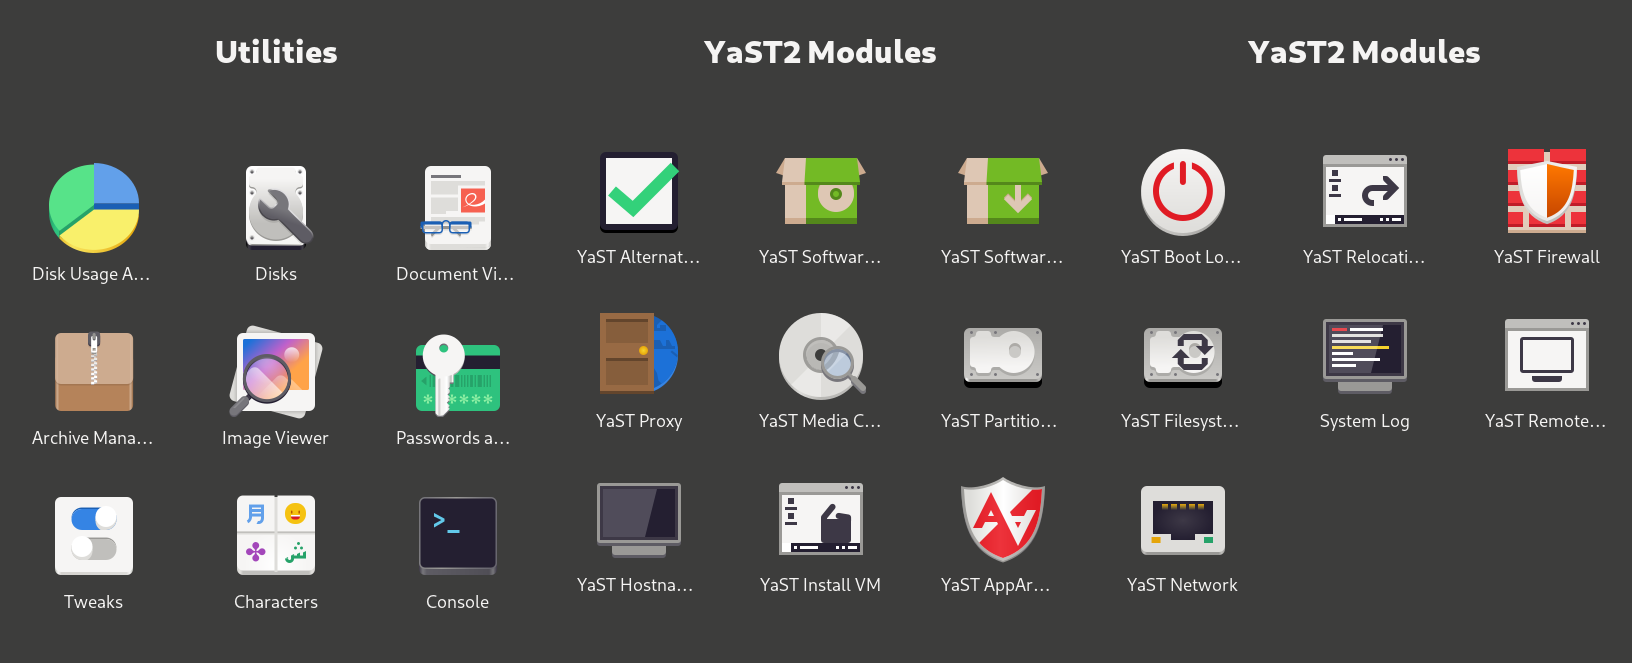 Utilities
YaST2 Modules
YaST2 Modules
Disk Usage A…
Disks
Document Vi…
Archive Mana…
Image Viewer
Passwords a…
Tweaks
Characters
Console
YaST Alternat…
YaST Softwar…
YaST Softwar…
YaST Proxy
YaST Media C…
YaST Partitio…
YaST Hostna…
YaST Install VM
YaST AppAr…
YaST Boot Lo…
YaST Relocati…
YaST Firewall
YaST Filesyst…
System Log
YaST Remote…
YaST Network